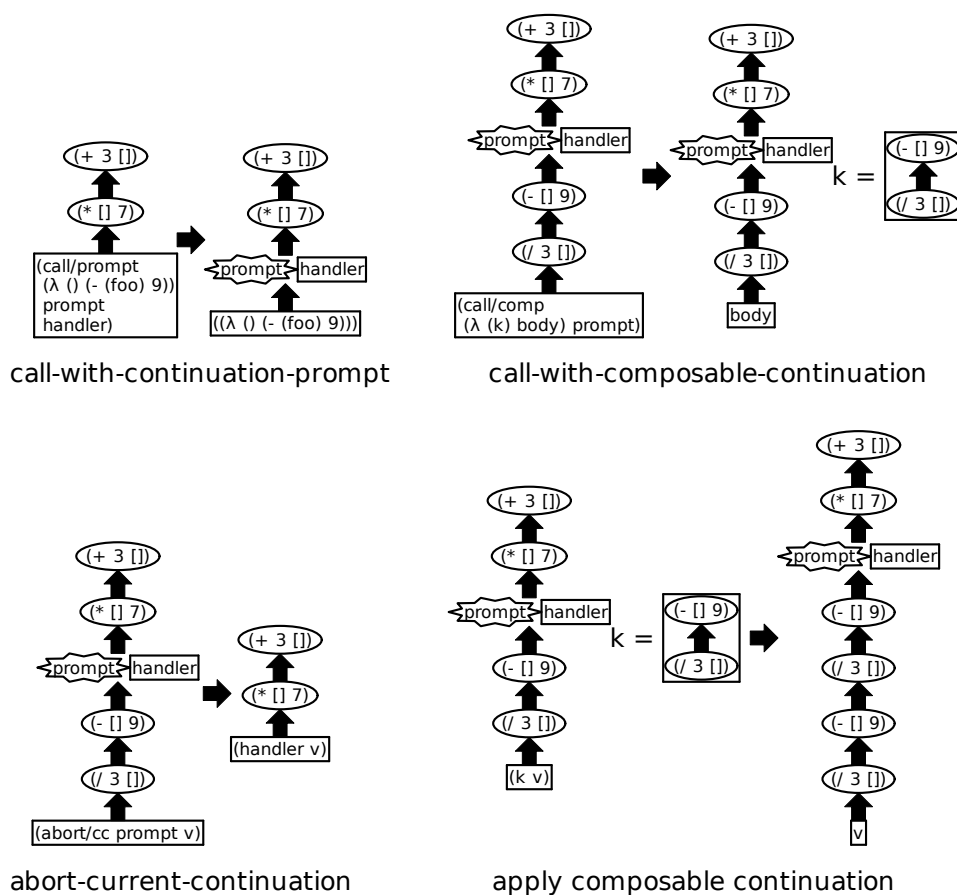 (+ 3 [])
(* [] 7)
(call/prompt
(λ () (- (foo) 9))
prompt
handler)
(+ 3 [])
(* [] 7)
prompt handler
((λ () (- (foo) 9)))
call-with-continuation-prompt
(+ 3 [])
(* [] 7)
prompt handler
(- [] 9)
(/ 3 [])
(call/comp
(λ (k) body) prompt)
(+ 3 [])
(* [] 7)
prompt handler
(- [] 9)
(/ 3 [])
body
k =
(- [] 9)
(/ 3 [])
call-with-composable-continuation
(+ 3 [])
(* [] 7)
prompt handler
(- [] 9)
(/ 3 [])
(abort/cc prompt v)
(+ 3 [])
(* [] 7)
(handler v)
abort-current-continuation
(+ 3 [])
(* [] 7)
prompt handler
(- [] 9)
(/ 3 [])
(k v)
k =
(- [] 9)
(/ 3 [])
(+ 3 [])
(* [] 7)
prompt handler
(- [] 9)
(/ 3 [])
(- [] 9)
(/ 3 [])
v
apply composable continuation